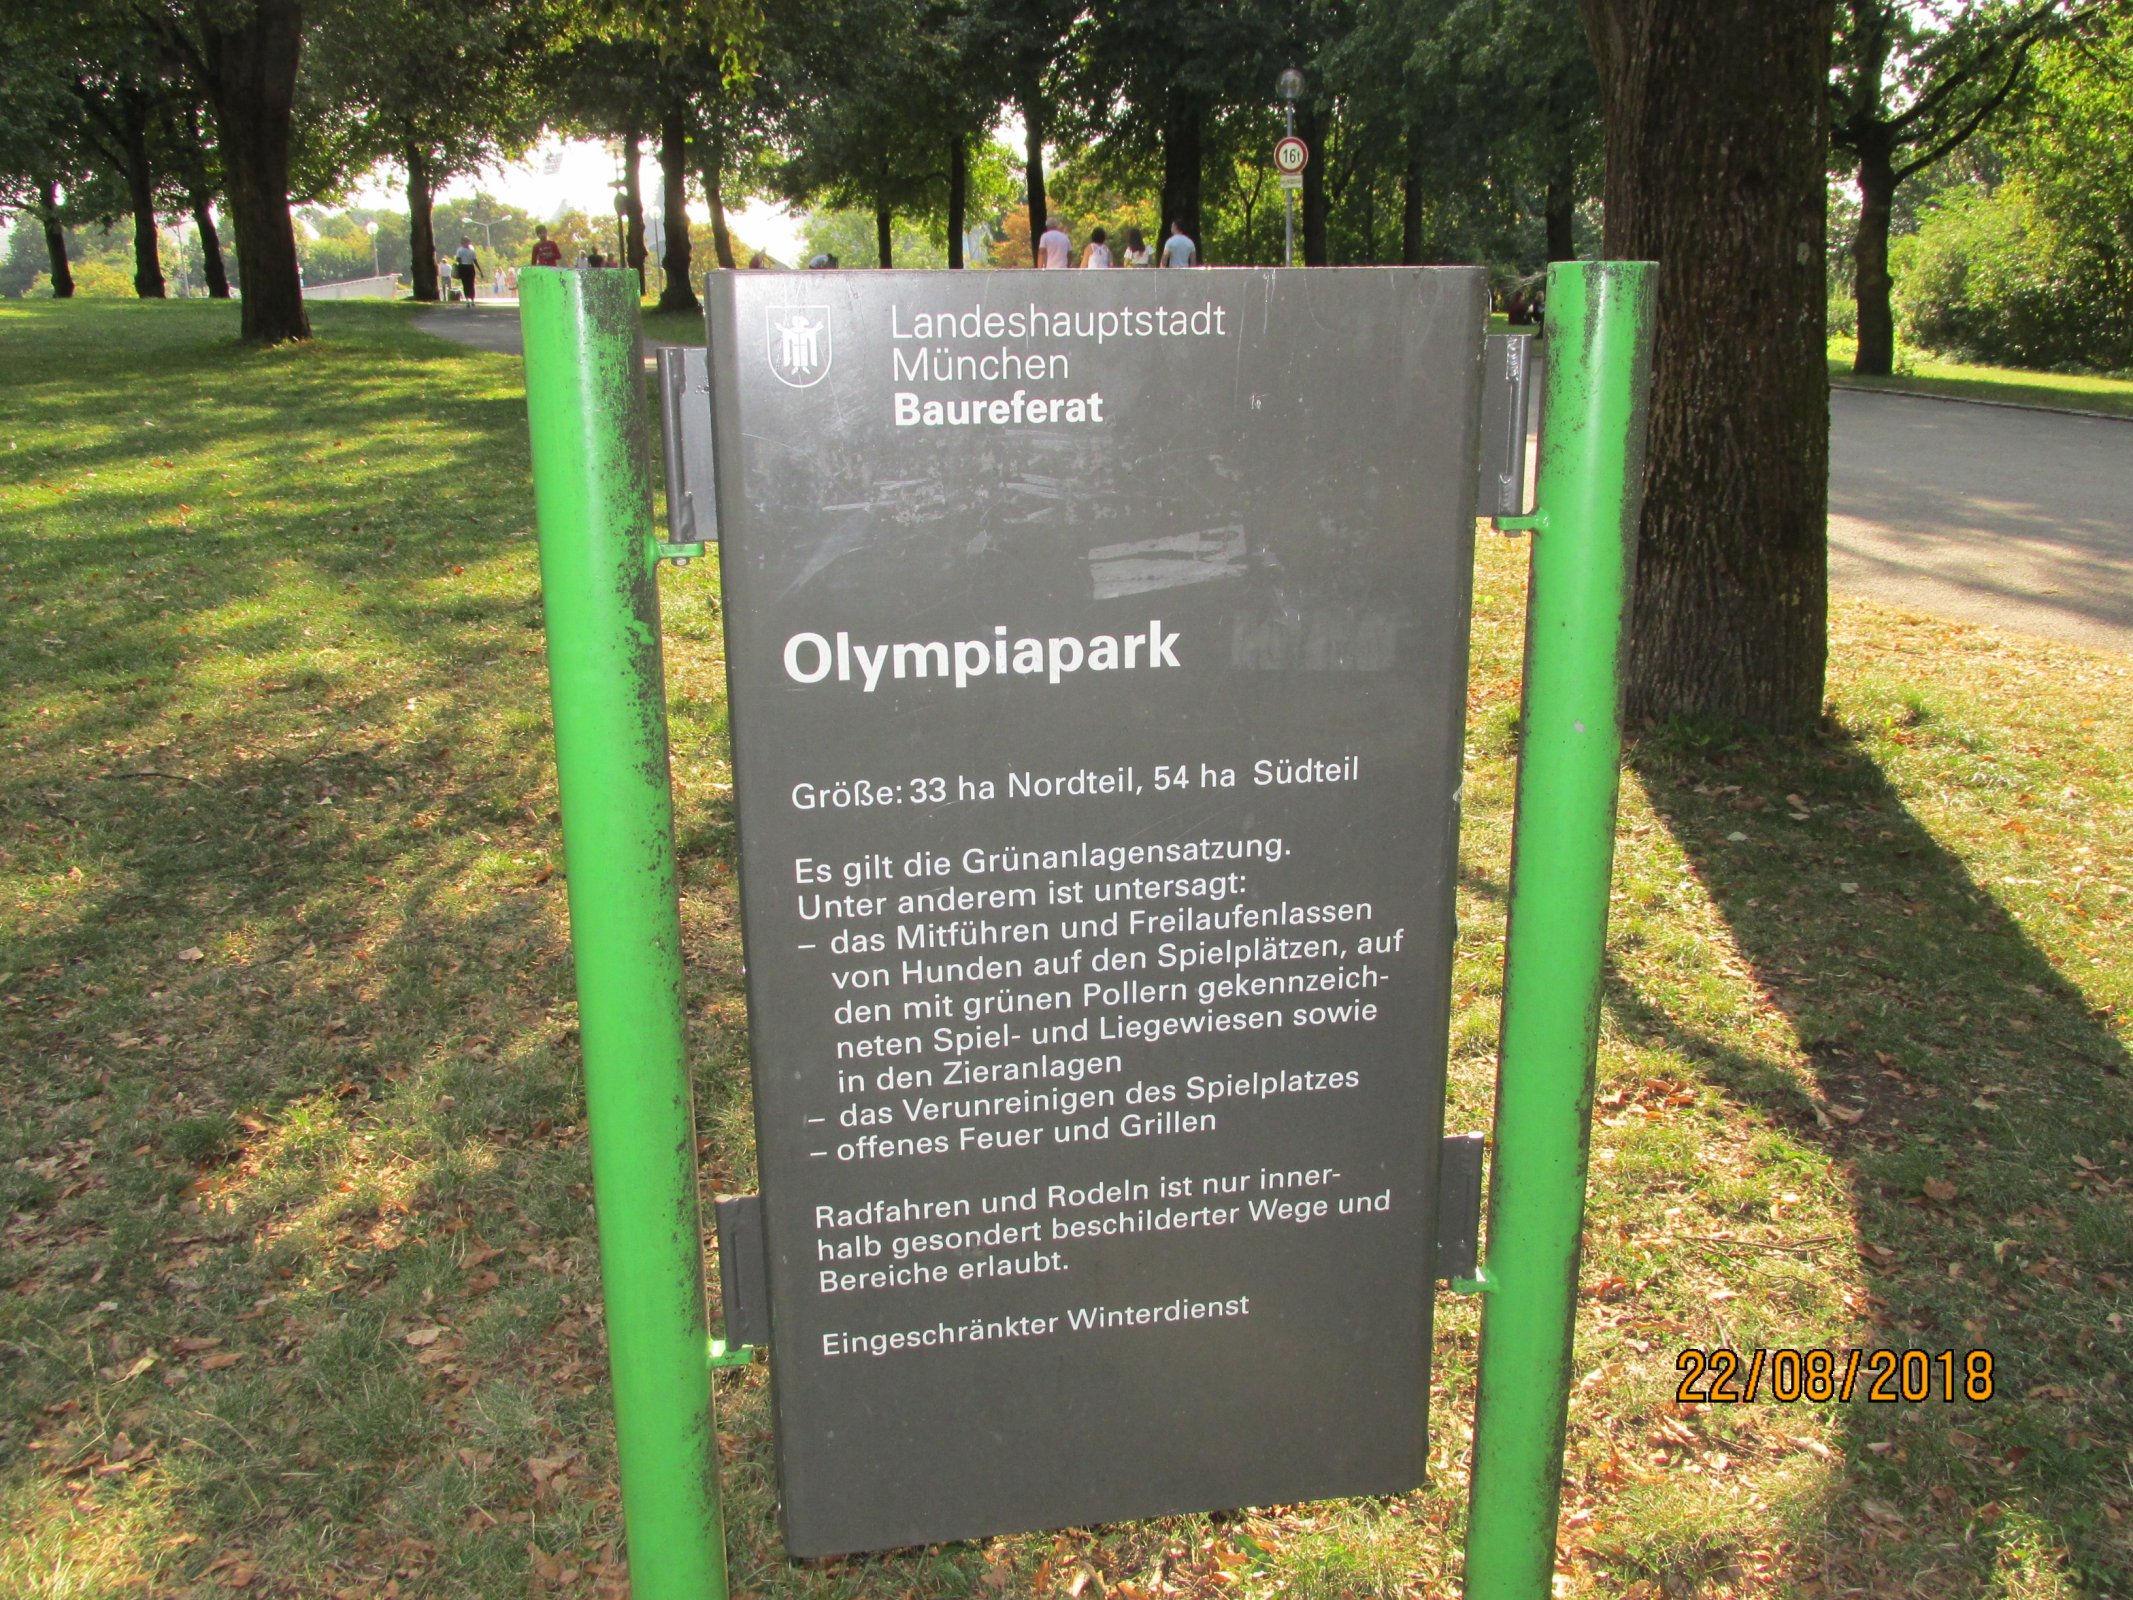 16t
Landeshauptstadt
München
Baureferat
Olympiapark
Größe: 33 ha Nordteil, 54 ha Südteil
Es gilt die Grünanlagensatzung.
Unter anderem ist untersagt:
– das Mitführen und Freilaufenlassen
von Hunden auf den Spielplätzen, auf
den mit grünen Pollern gekennzeich-
neten Spiel- und Liegewiesen sowie
in den Zieranlagen
– das Verunreinigen des Spielplatzes
– offenes Feuer und Grillen
Radfahren und Rodeln ist nur inner-
halb gesondert beschilderter Wege und
Bereiche erlaubt.
Eingeschränkter Winterdienst
22/08/2018